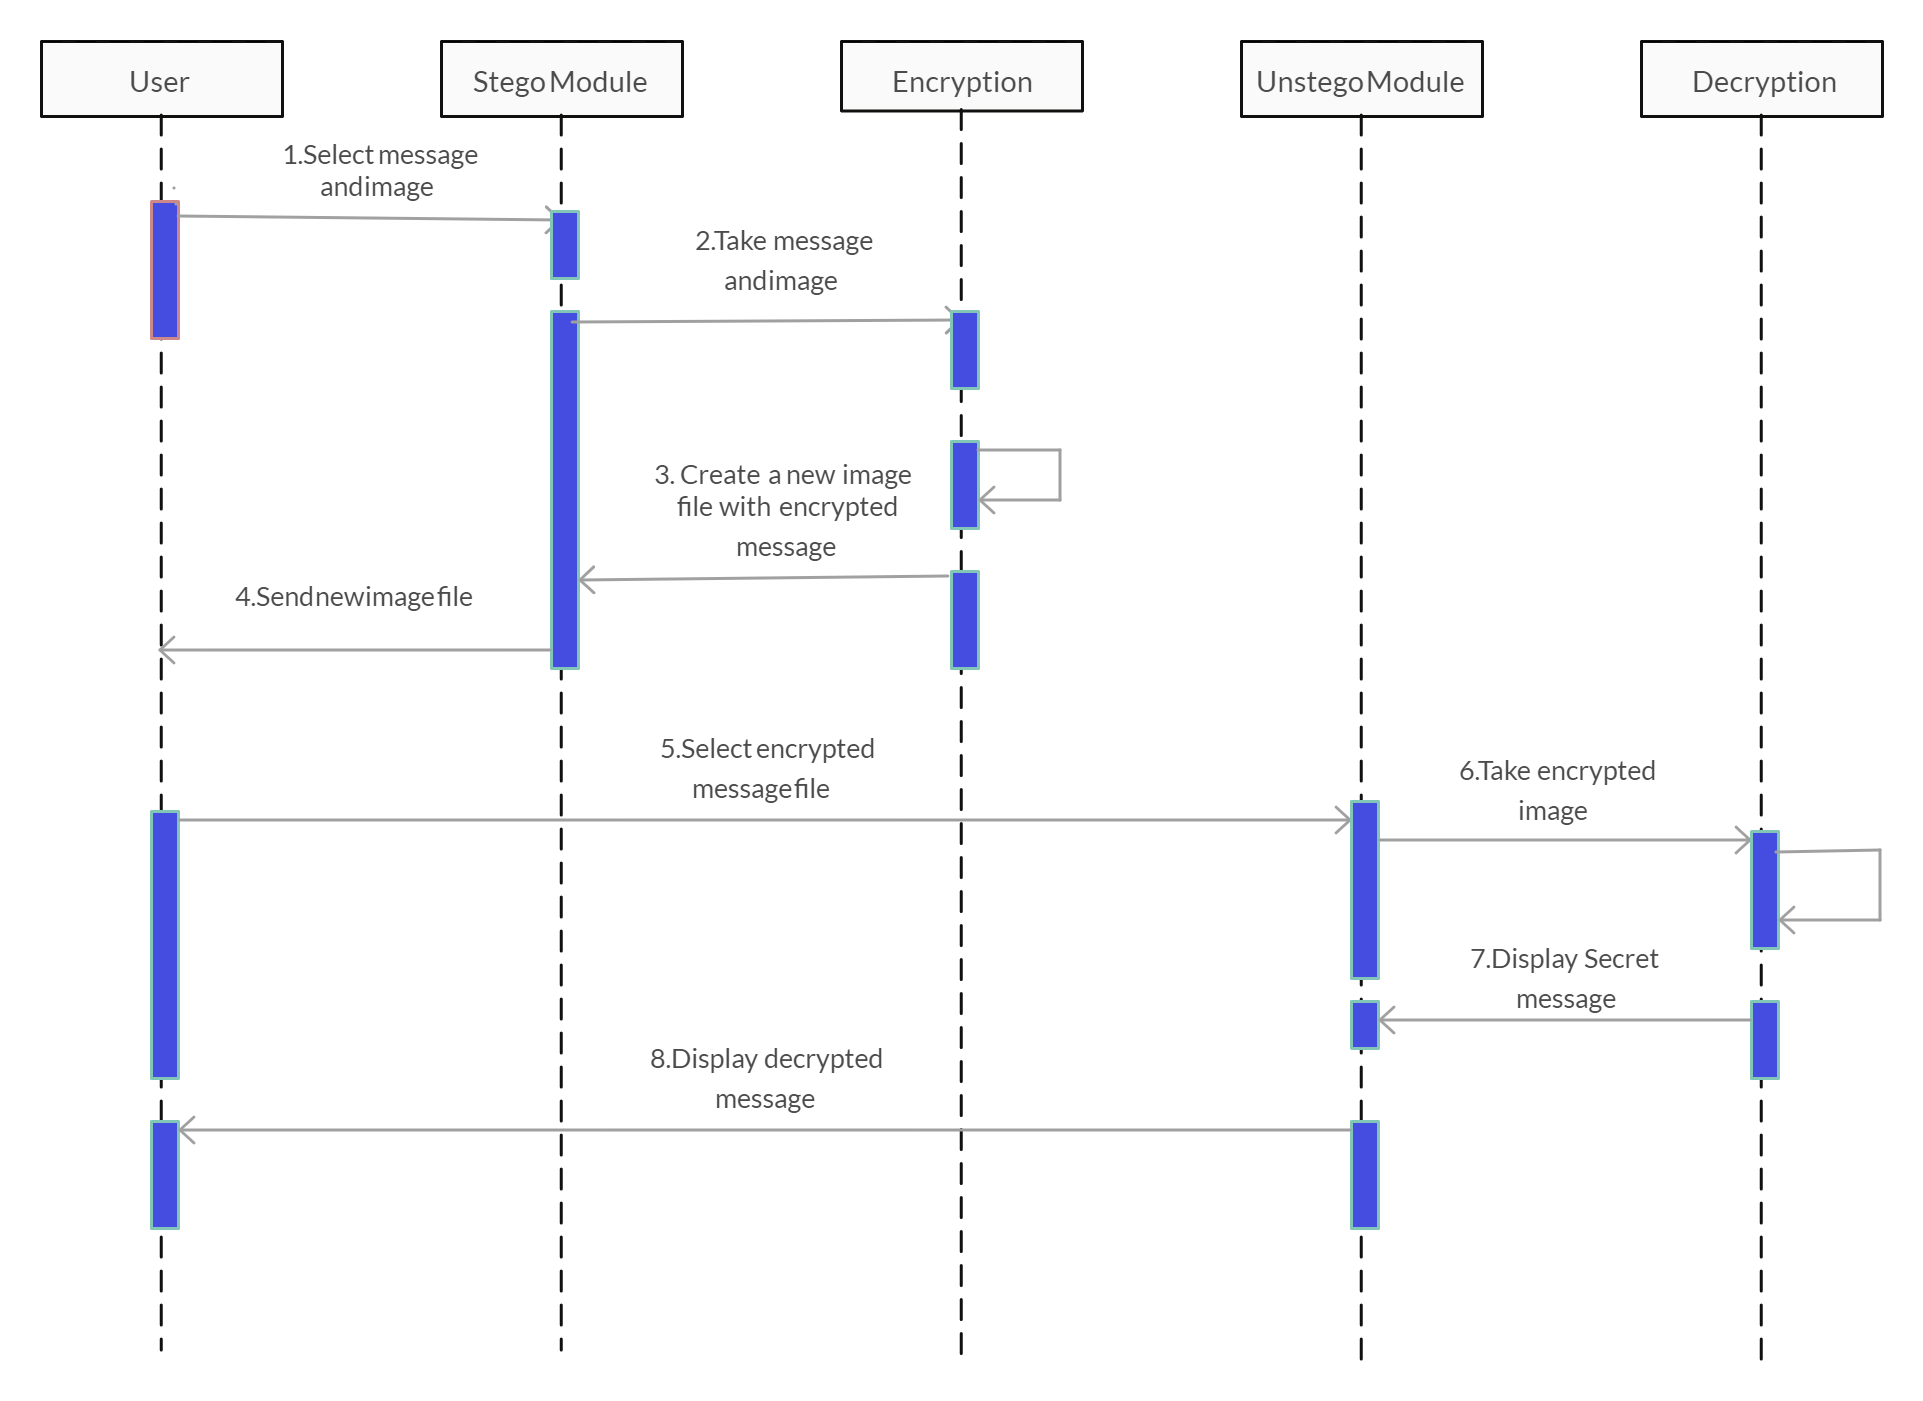 User
Stego Module
Encryption
Unstego Module
Decryption
1.Select message
andimage
2.Take message
andimage
3. Create a new image
file with encrypted
message
4.Sendnewimagefile
5.Select encrypted
messagefile
6.Take encrypted
image
7.Display Secret
message
8.Display decrypted
message